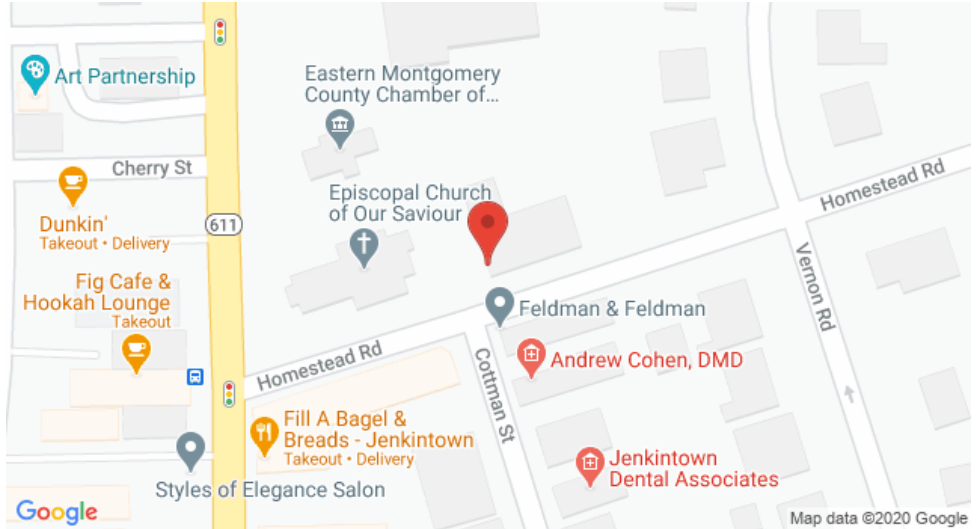 Art Partnership
Eastern Montgomery
County Chamber of...
Cherry St
Homestead Rd
Episcopal Church
of Our Saviour
Dunkin'
Takeout • Delivery
611
Vernon Rd
Fig Cafe &
Hookah Lounge
Takeout
Feldman & Feldman
Homestead Rd
Andrew Cohen, DMD
Cottman St
Fill A Bagel &
Breads - Jenkintown
Takeout • Delivery
Jenkintown
Dental Associates
Styles of Elegance Salon
Google
Map data ©2020 Google